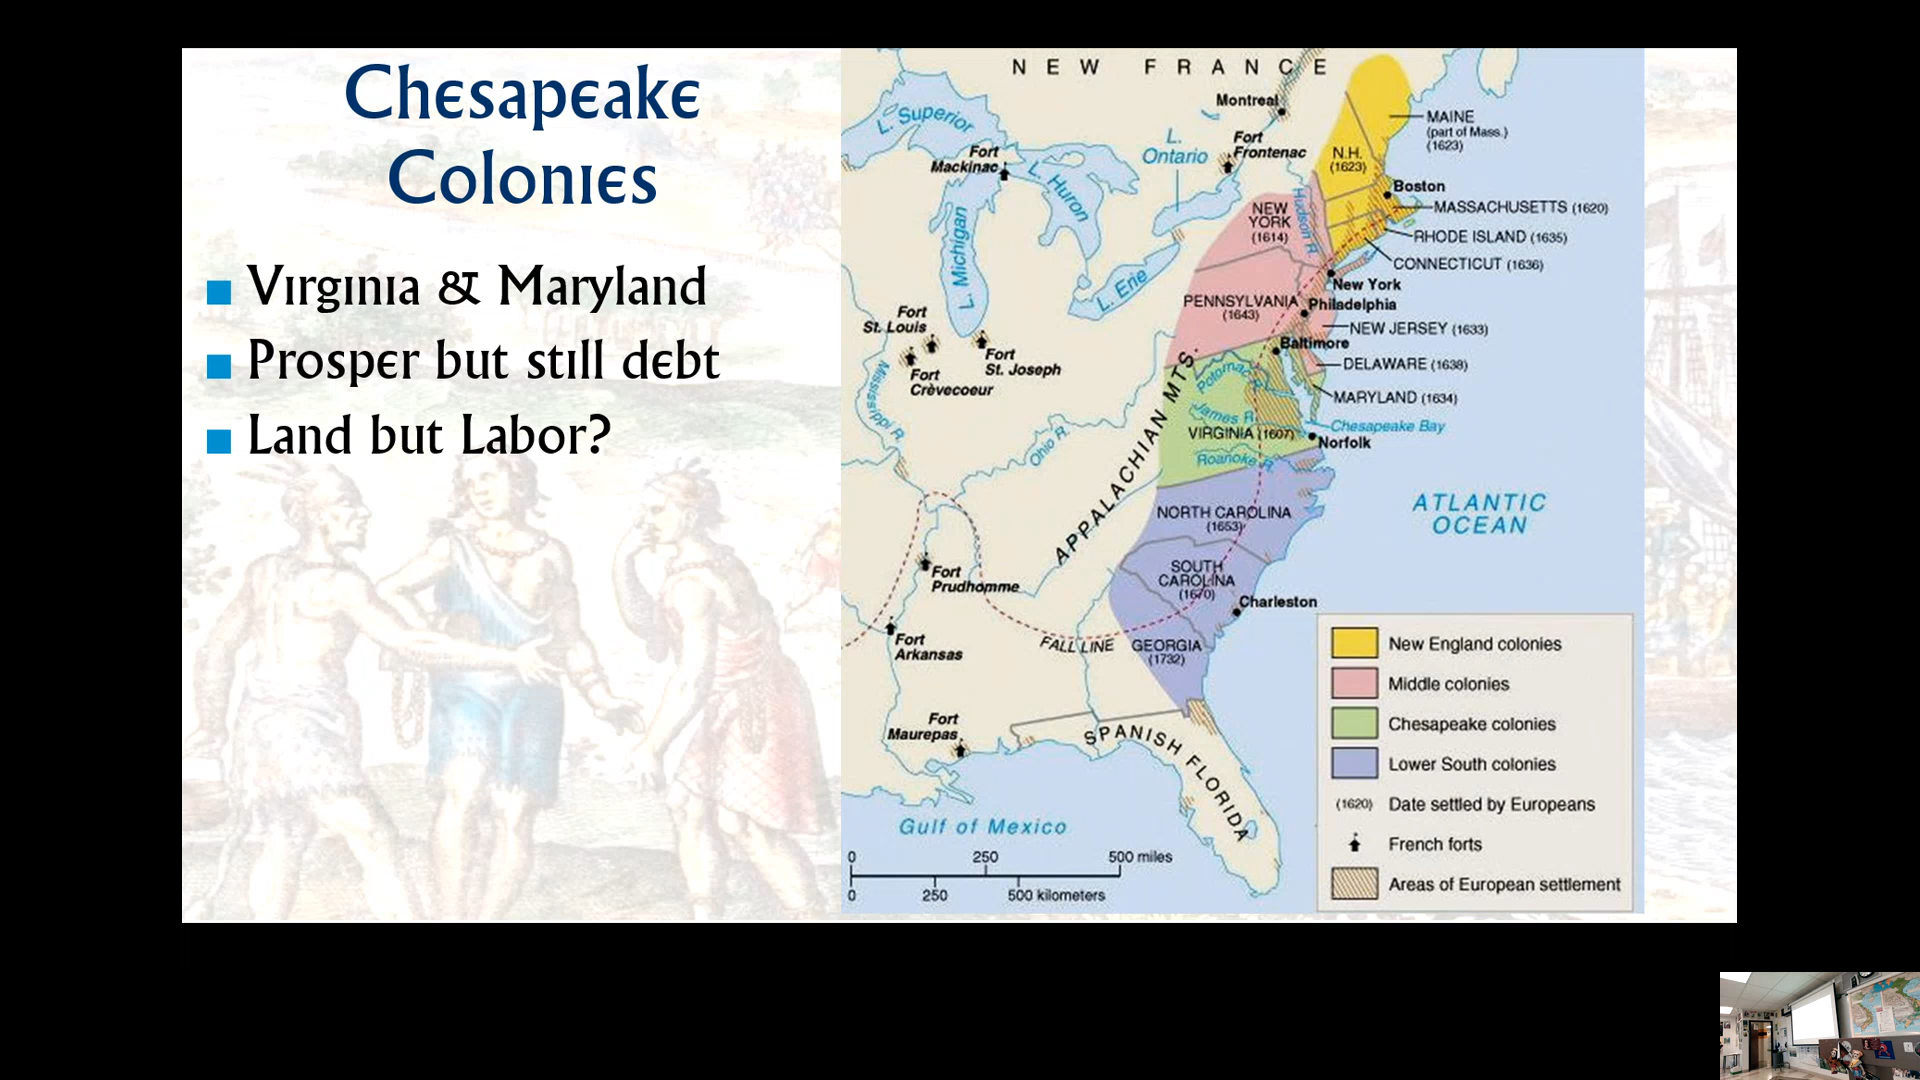 Chesapeake
Colonies
Virginia & Maryland
Prosper but still debt
Land but Labor?
NEW FRANCE
Montreal
L. Superior
Fort
Mackinac
L. Huron
L.
Ontario
Fort
Frontenac
MAINE
(part of Mass.)
(1623)
N.H.
(1623)
Boston
MASSACHUSETTS (1620)
Hudson R.
NEW
YORK
(1614)
RHODE ISLAND (1635)
CONNECTICUT (1636)
L. Michigan
L. Erie
New York
PENNSYLVANIA
(1643)
Philadelphia
NEW JERSEY (1633)
Fort
St. Louis
Fort
St. Joseph
Fort
Crèvecoeur
Baltimore
DELAWARE (1638)
Mississippi R.
Potomac
MARYLAND (1634)
James R.
Chesapeake Bay
VIRGINIA (1607)
Norfolk
Ohio R.
Roanoke R.
APPALACHIAN MTS.
ATLANTIC
OCEAN
NORTH CAROLINA
(1653)
SOUTH
CAROLINA
(1670)
Fort
Prudhomme
Charleston
Fort
Arkansas
FALL LINE
GEORGIA
(1732)
Fort
Maurepas
SPANISH FLORIDA
Gulf of Mexico
0 250 500 miles
0 250 500 kilometers
New England colonies
Middle colonies
Chesapeake colonies
Lower South colonies
(1620) Date settled by Europeans
French forts
Areas of European settlement